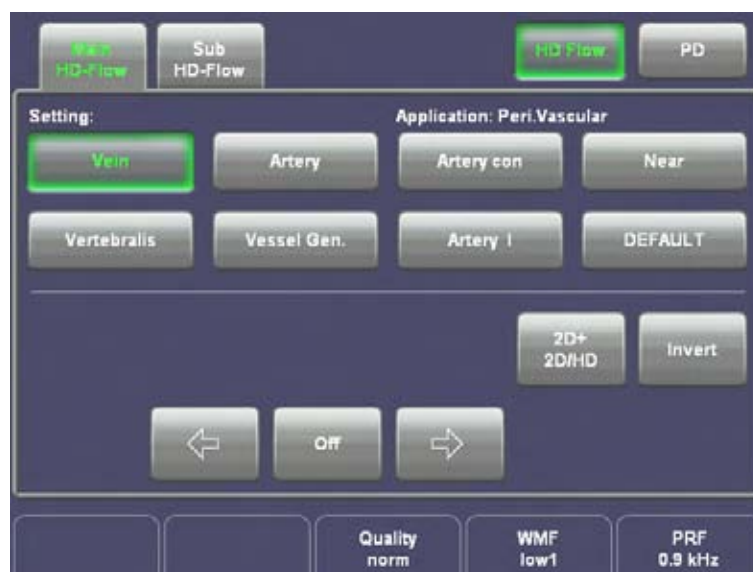 Main
HD-Flow
Sub
HD-Flow
HD Flow
PD
Setting:
Application: Peri.Vascular
Vein
Artery
Artery con
Near
Vertebralis
Vessel Gen.
Artery I
DEFAULT
2D+
2D/HD
Invert
Off
Quality
norm
WMF
low1
PRF
0.9 kHz